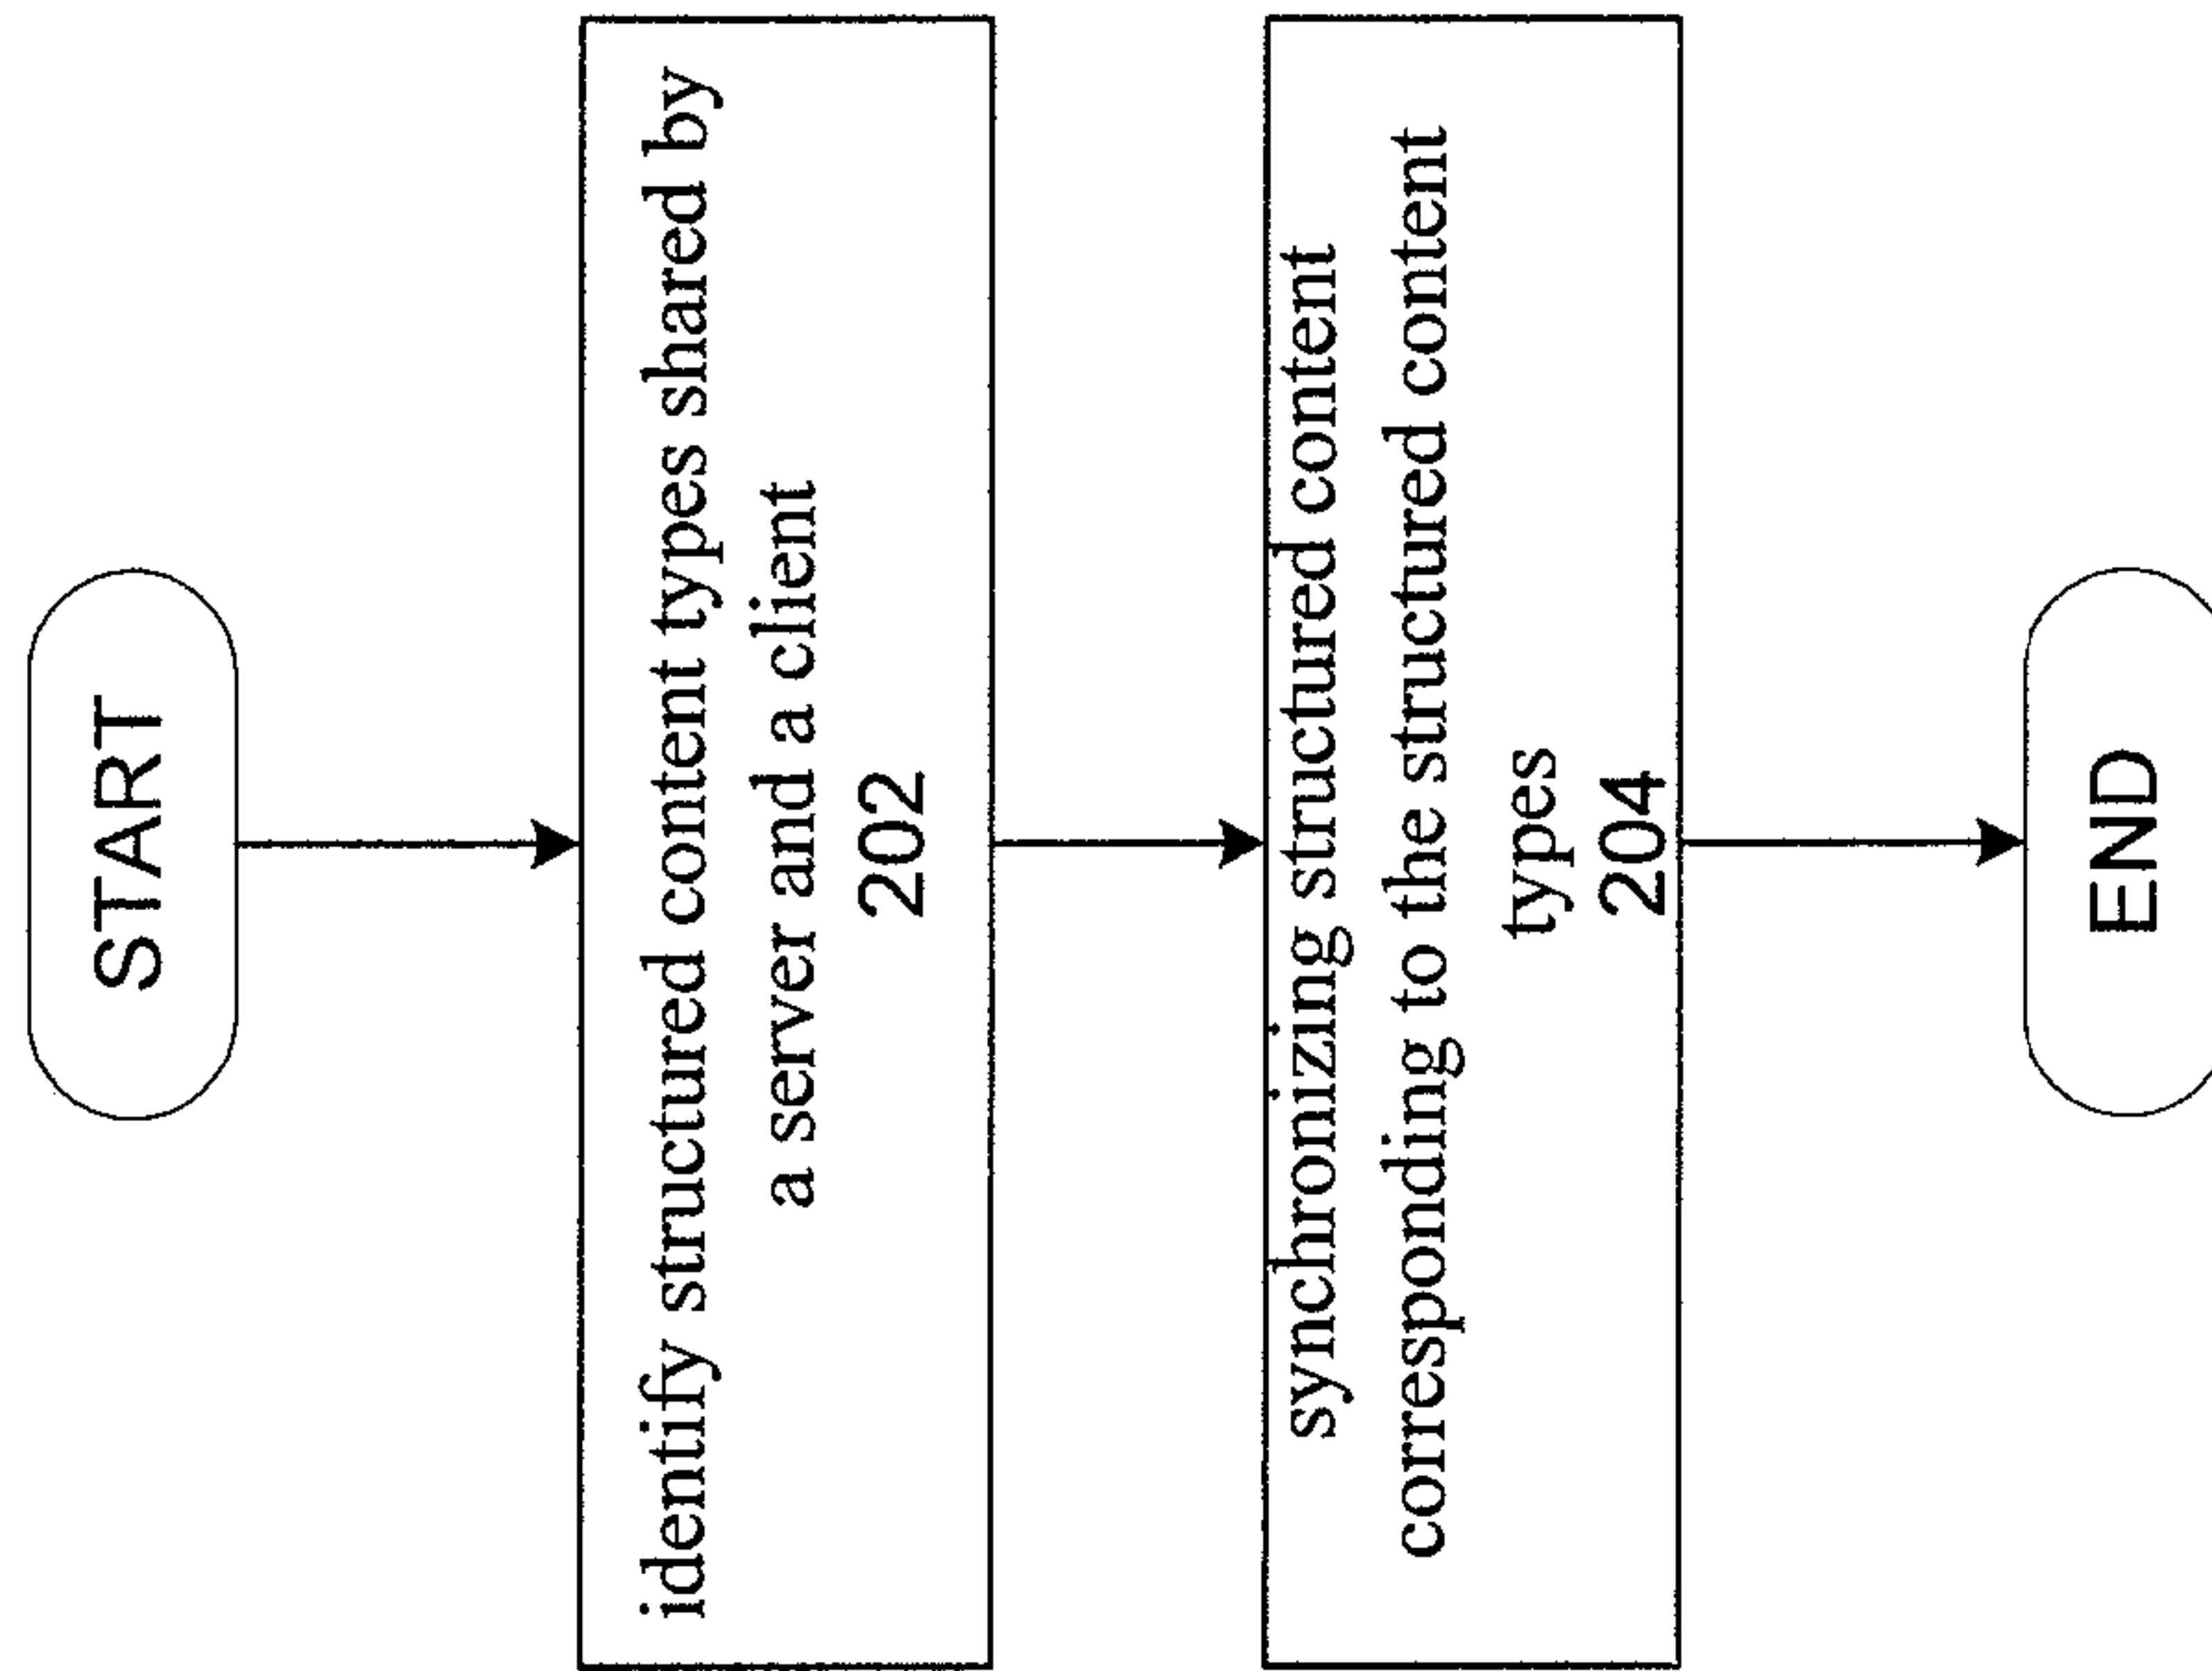 START
identify structured content types shared by
a server and a client
202
synchronizing structured content
corresponding to the structured content
types
204
END